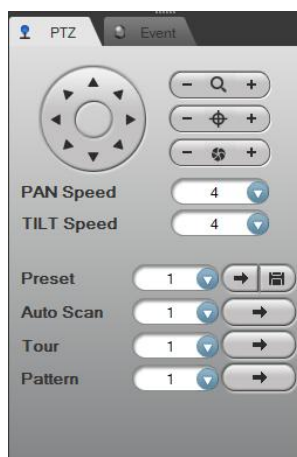 PTZ Event
- +
- +
- +
PAN Speed 4
TILT Speed 4
Preset 1
Auto Scan 1
Tour 1
Pattern 1